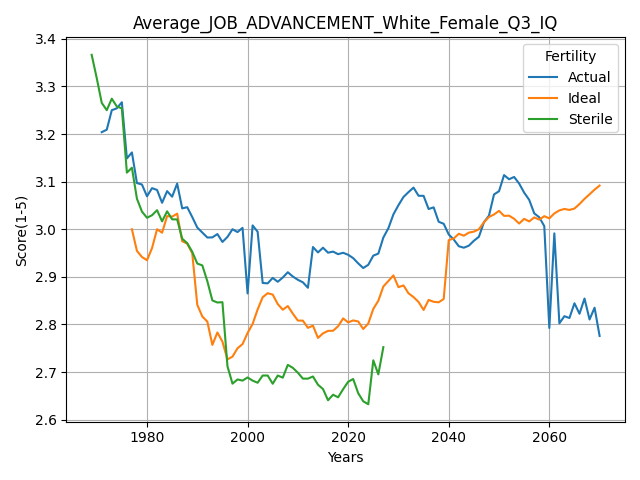 Average_JOB_ADVANCEMENT_White_Female_Q3_IQ
3.4
3.3
3.2
3.1
3.0
2.9
2.8
2.7
2.6
Score(1-5)
Fertility
Actual
Ideal
Sterile
1980 2000 2020 2040 2060
Years